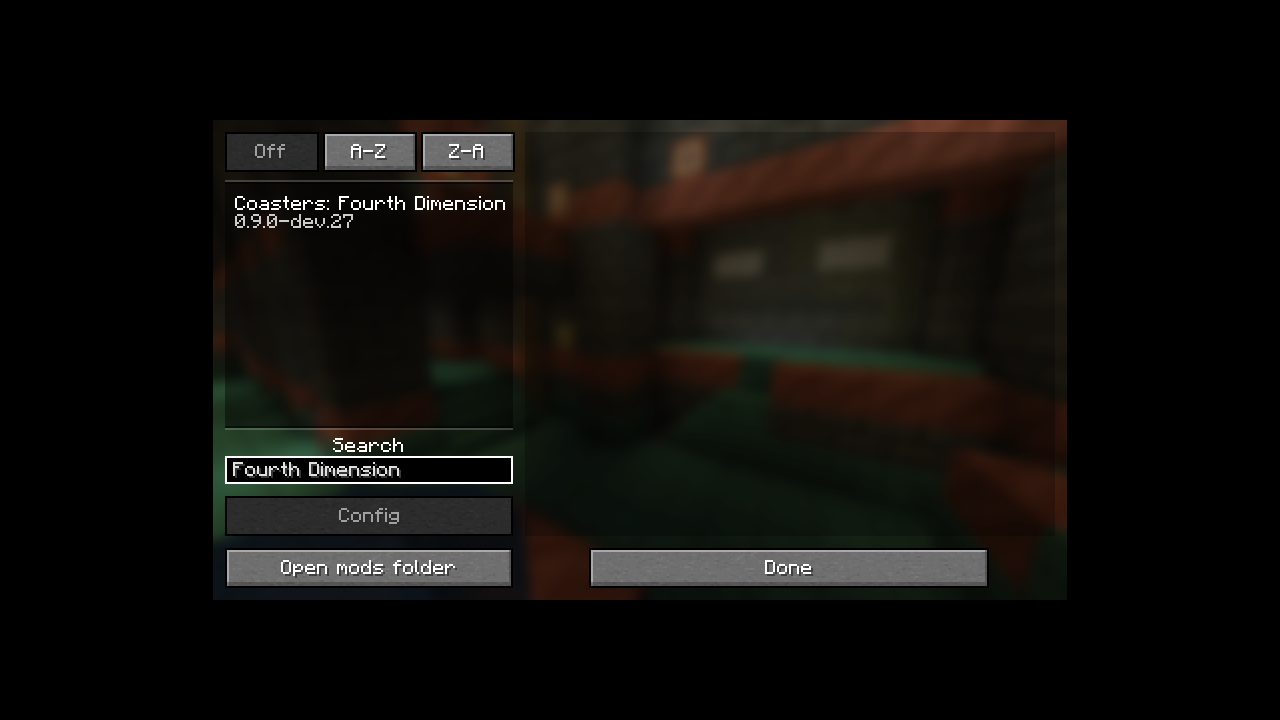 Off
A-Z
Z-A
Coasters: Fourth Dimension
0.9.0-dev.27
Search
Fourth Dimension
Config
Open mods folder
Done